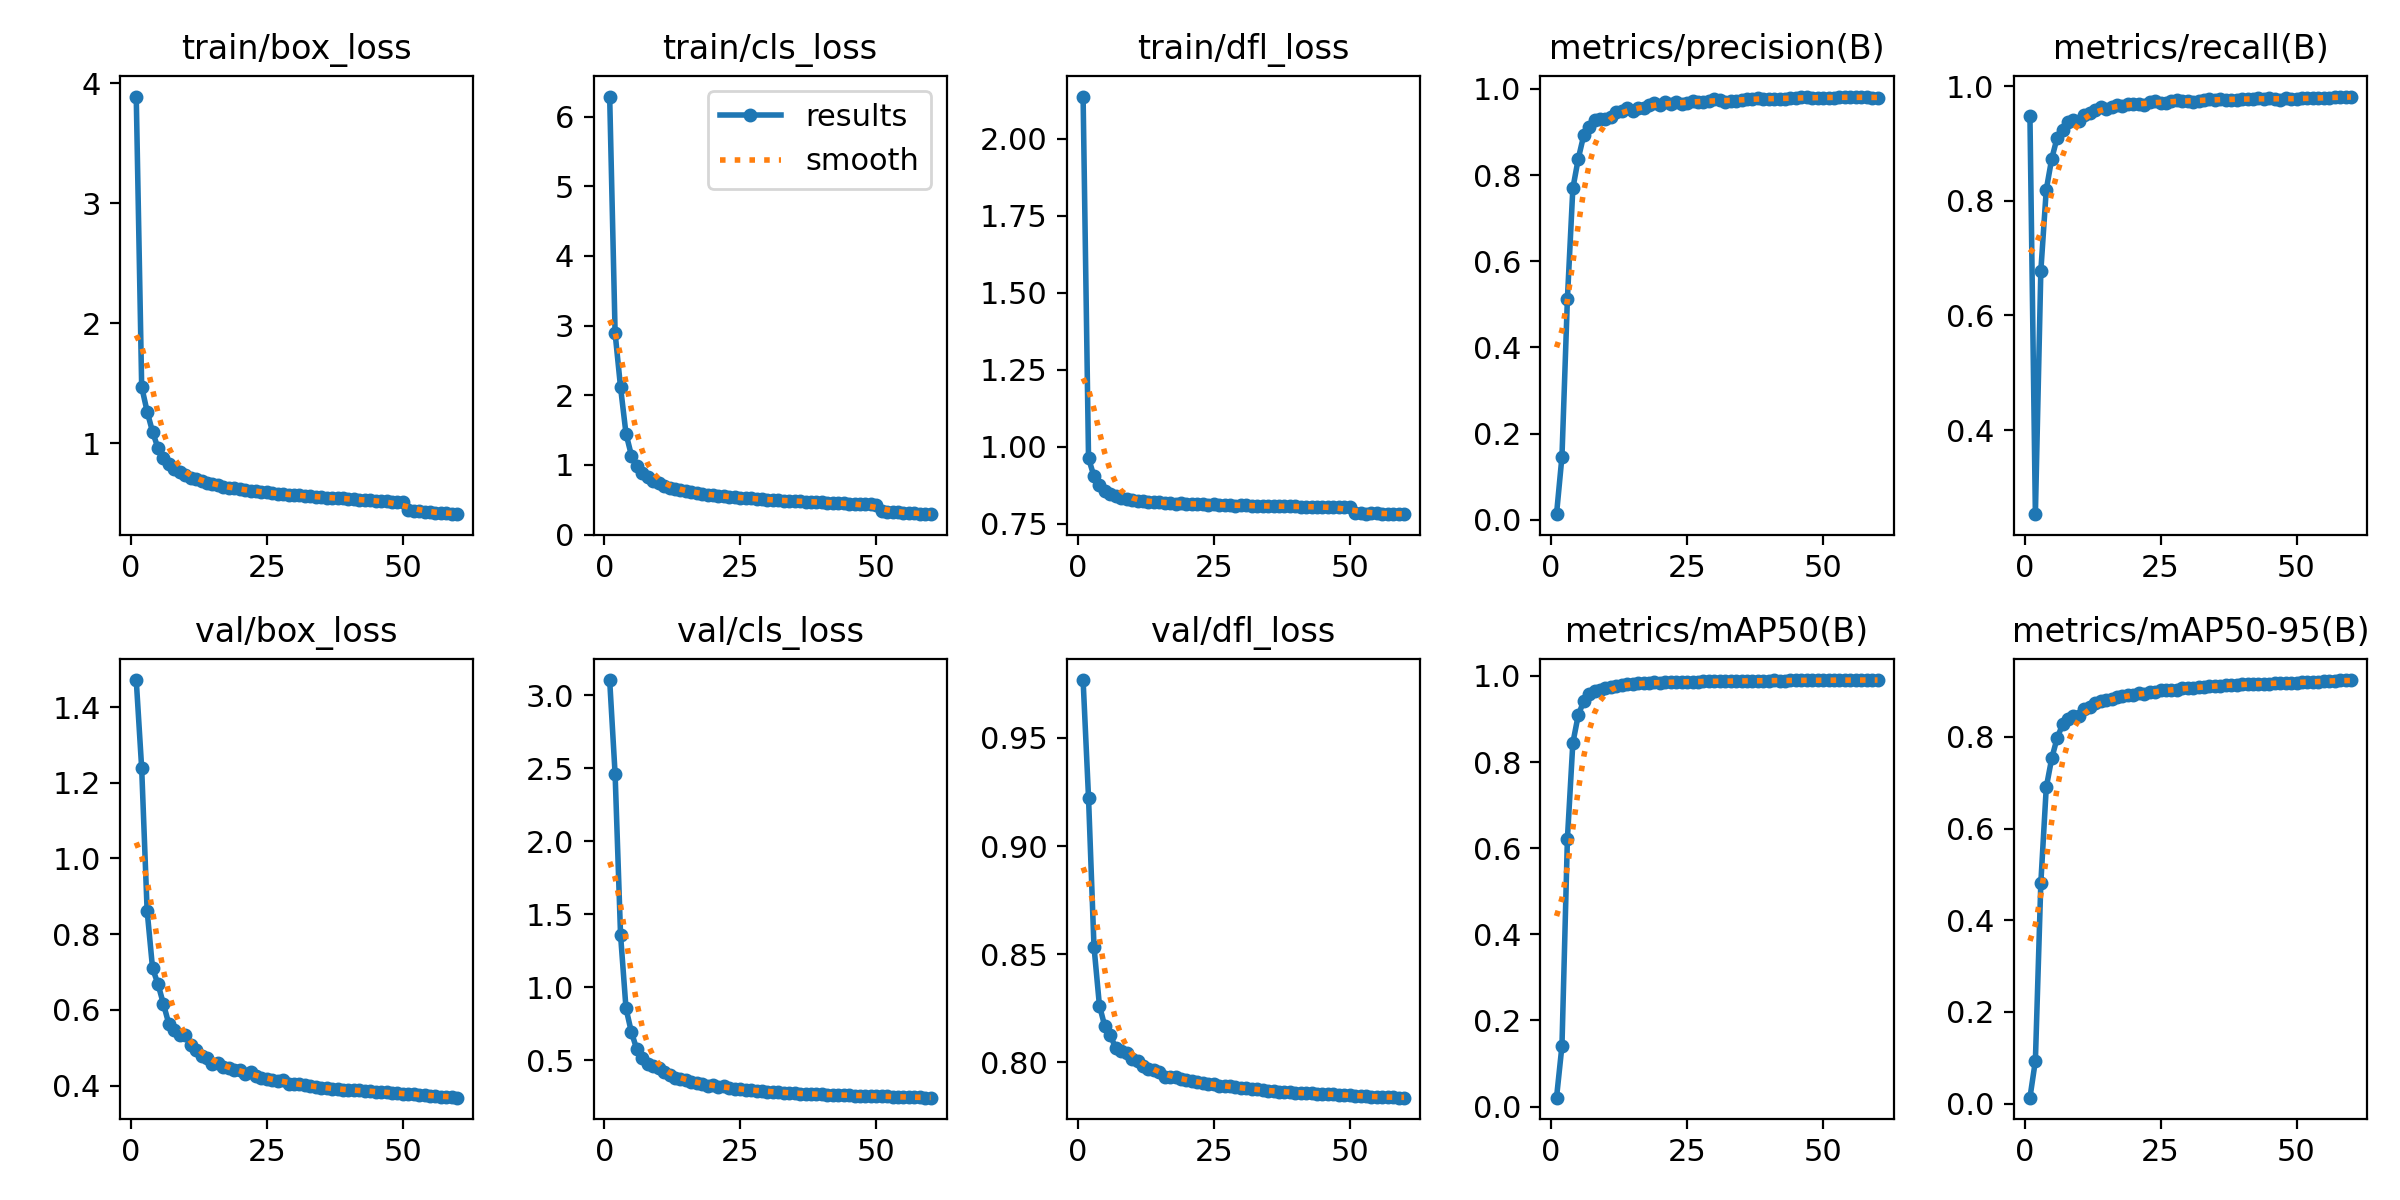 train/box_loss
4
3
2
1
0 25 50
train/cls_loss
results
smooth
6
5
4
3
2
1
0
0 25 50
train/dfl_loss
2.00
1.75
1.50
1.25
1.00
0.75
0 25 50
metrics/precision(B)
1.0
0.8
0.6
0.4
0.2
0.0
0 25 50
metrics/recall(B)
1.0
0.8
0.6
0.4
0 25 50
val/box_loss
1.4
1.2
1.0
0.8
0.6
0.4
0 25 50
val/cls_loss
3.0
2.5
2.0
1.5
1.0
0.5
0 25 50
val/dfl_loss
0.95
0.90
0.85
0.80
0 25 50
metrics/mAP50(B)
1.0
0.8
0.6
0.4
0.2
0.0
0 25 50
metrics/mAP50-95(B)
0.8
0.6
0.4
0.2
0.0
0 25 50